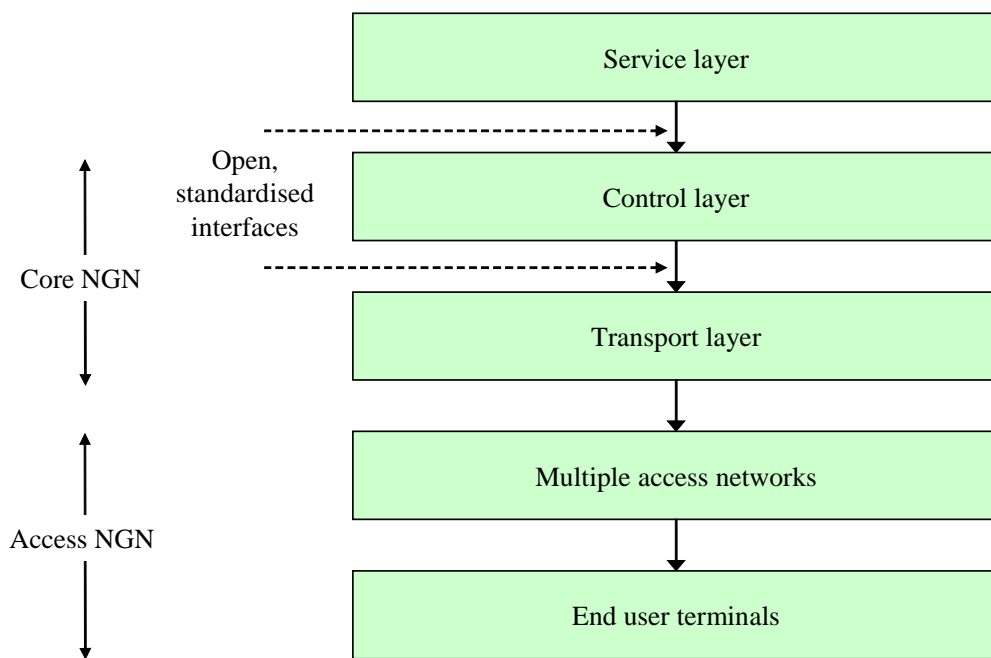 Service layer
Open,
standardised
interfaces
Control layer
Core NGN
Transport layer
Multiple access networks
Access NGN
End user terminals